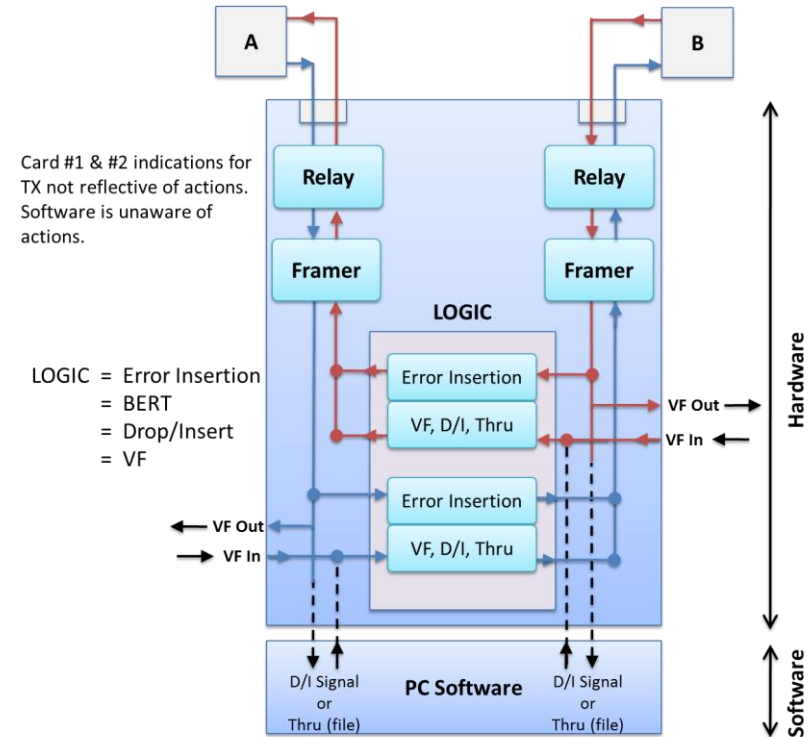 A
B
Card #1 & #2 indications for
TX not reflective of actions.
Software is unaware of
actions.
Relay
Relay
Framer
Framer
LOGIC
LOGIC = Error Insertion
= BERT
= Drop/Insert
= VF
Error Insertion
VF, D/I, Thru
VF Out
VF In
Error Insertion
VF, D/I, Thru
VF Out
VF In
Hardware
D/I Signal
or
Thru (file)
PC Software
D/I Signal
or
Thru (file)
Software